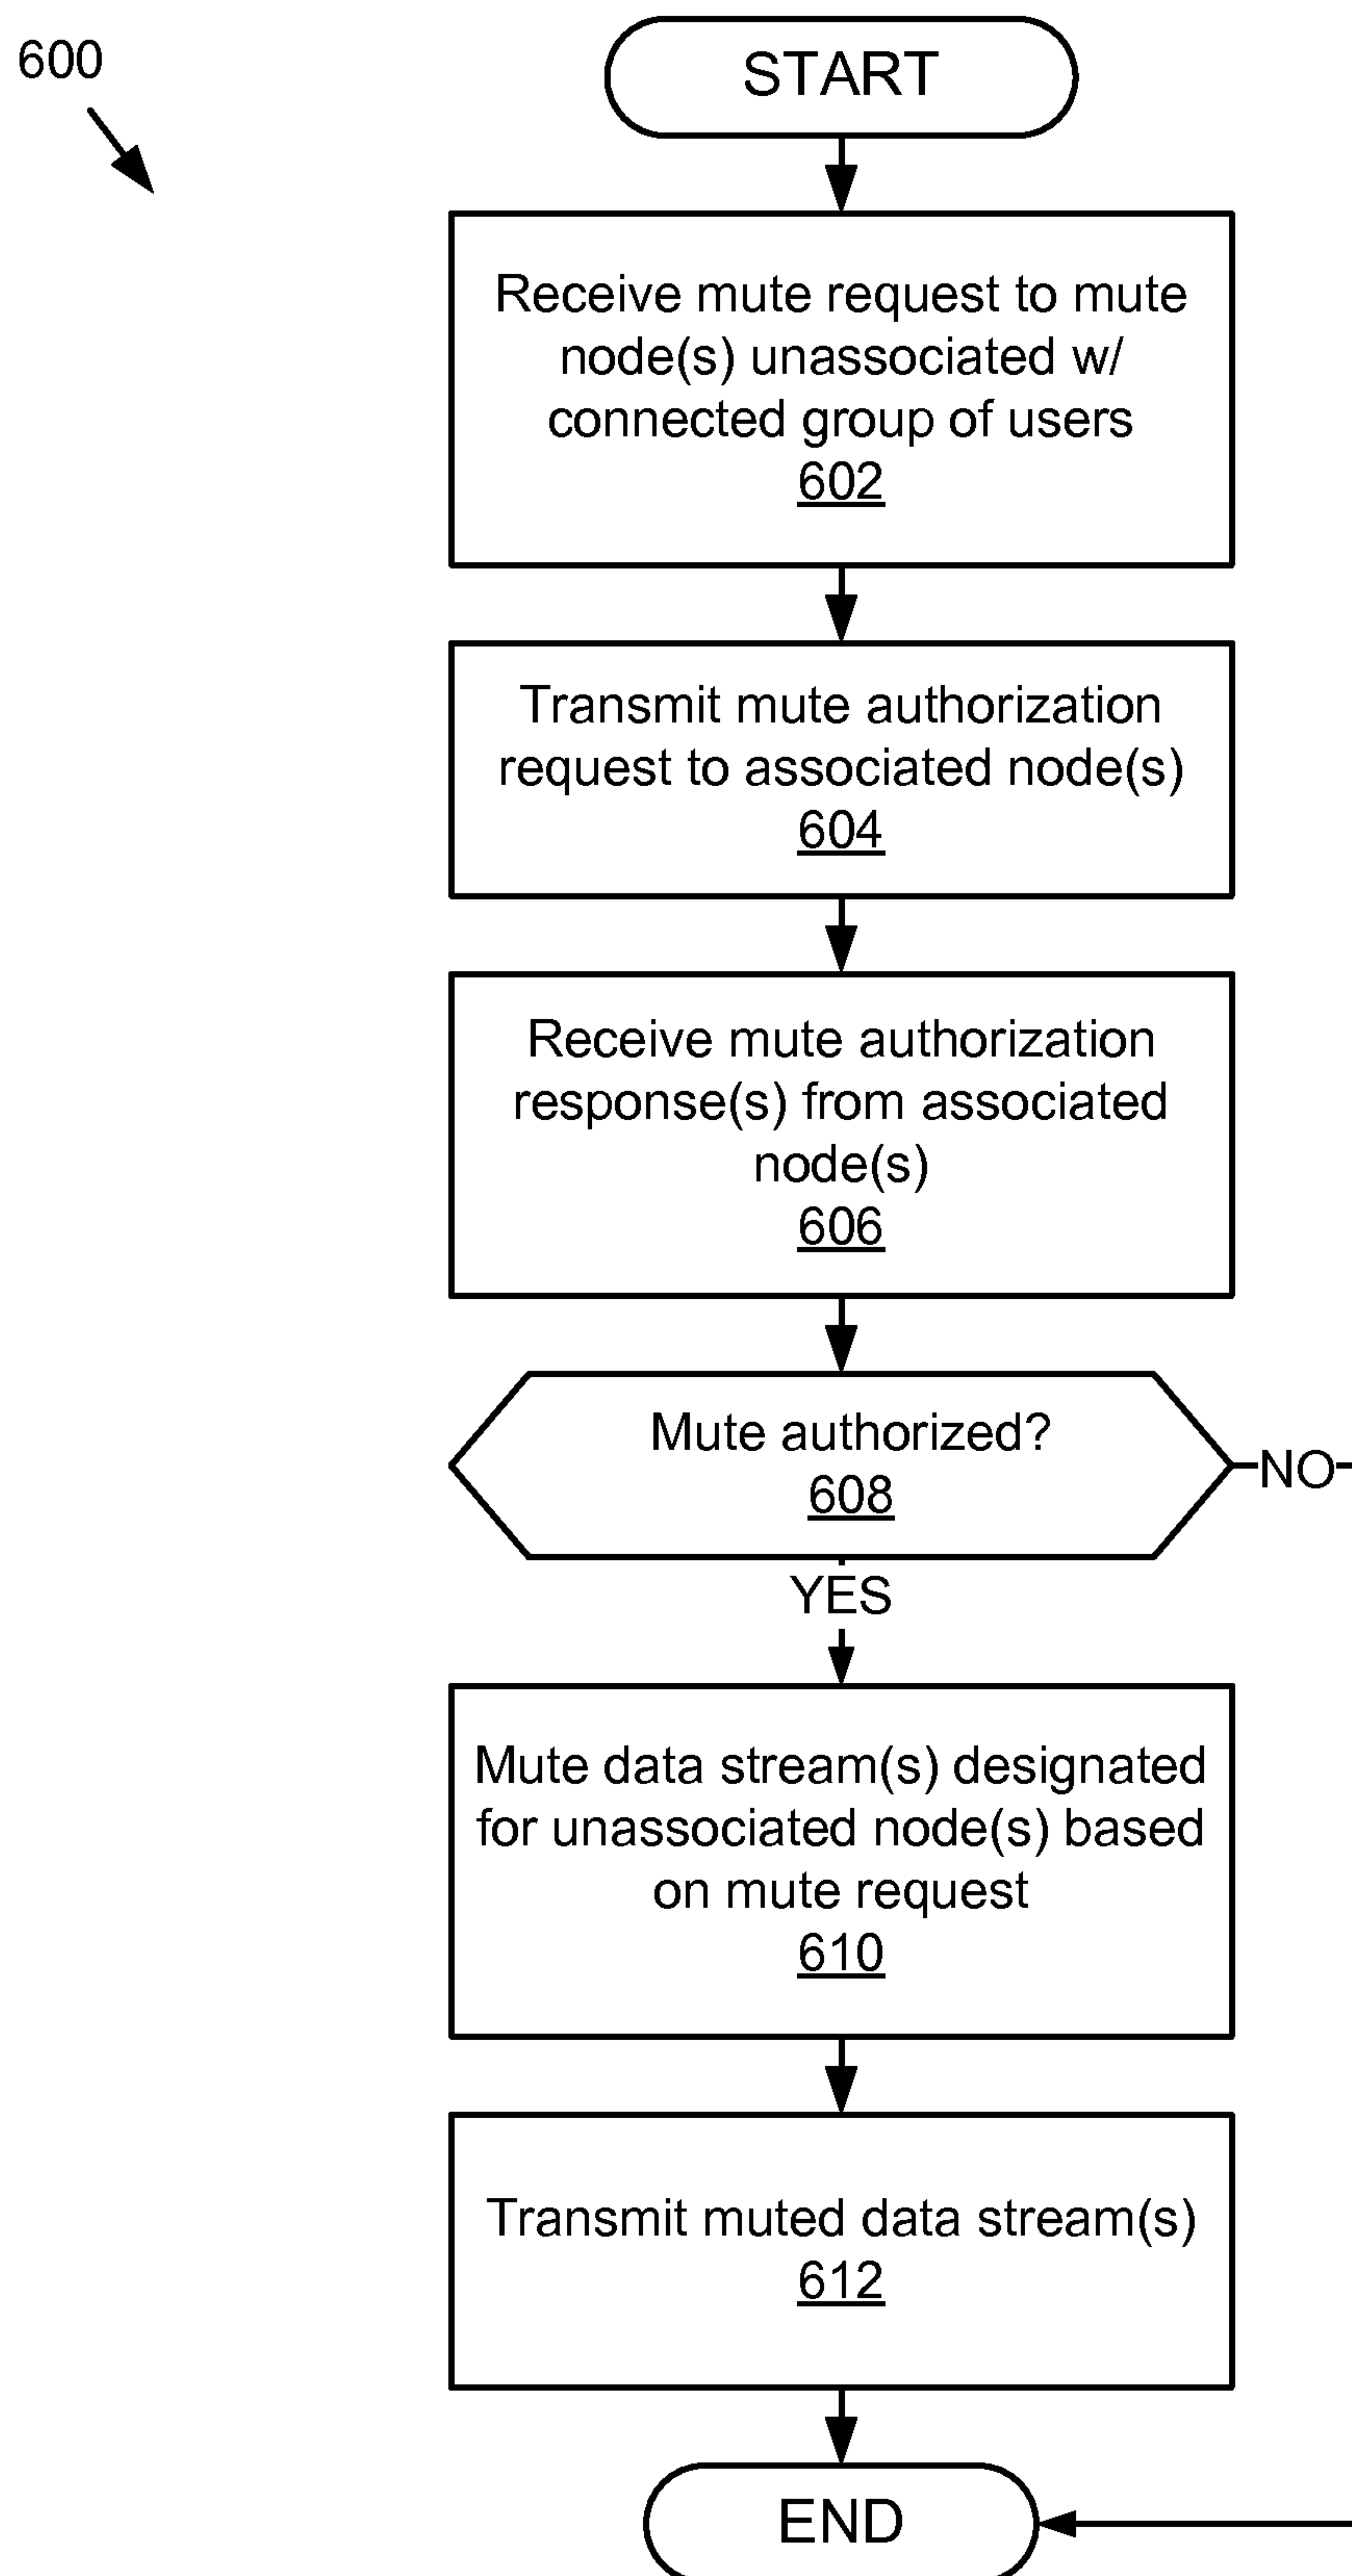 600
START
Receive mute request to mute
node(s) unassociated w/
connected group of users
602
Transmit mute authorization
request to associated node(s)
604
Receive mute authorization
response(s) from associated
node(s)
606
Mute authorized?
608
NO
YES
Mute data stream(s) designated
for unassociated node(s) based
on mute request
610
Transmit muted data stream(s)
612
END